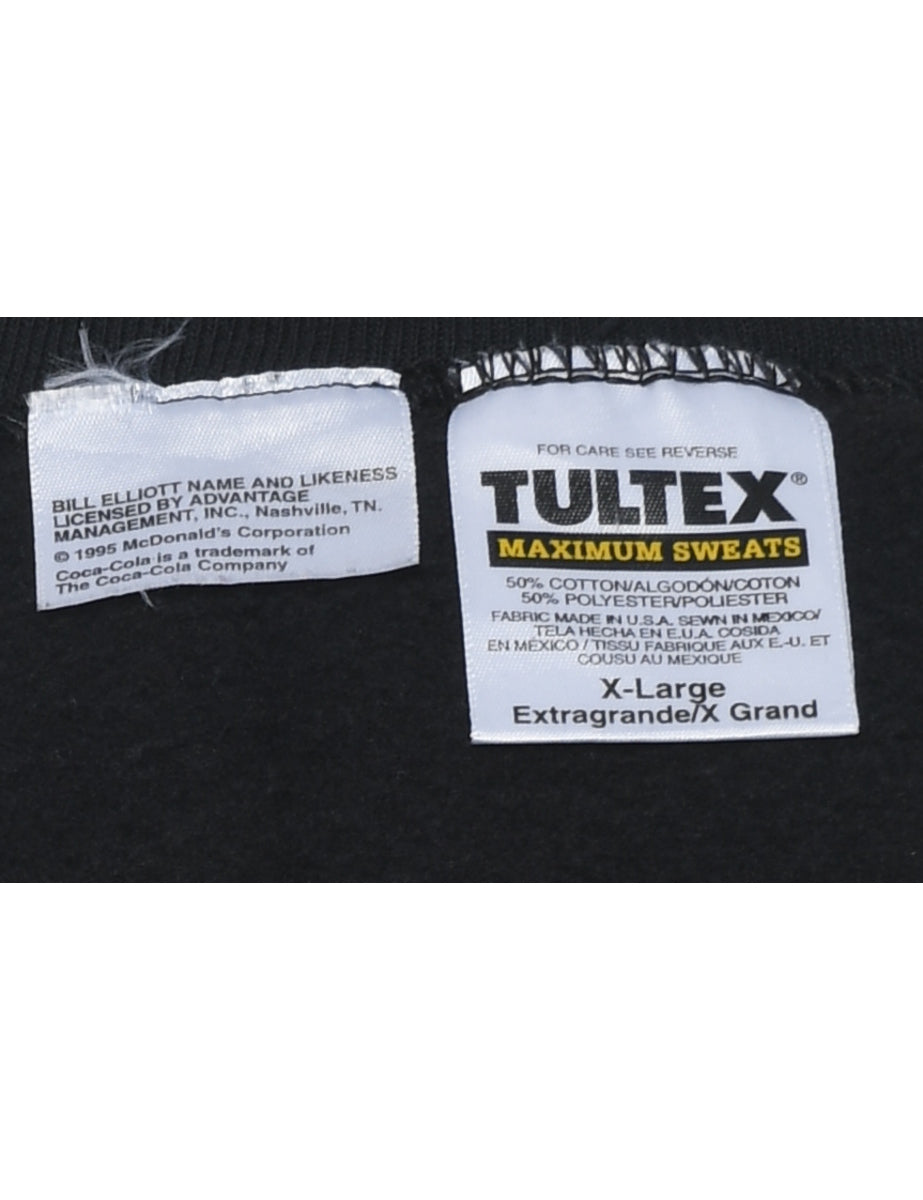 BILL ELLIOTT NAME AND LIKENESS
LICENSED BY ADVANTAGE
MANAGEMENT, INC., Nashville, TN.
© 1995 McDonald's Corporation
Coca-Cola is a trademark of
The Coca-Cola Company
FOR CARE SEE REVERSE
TULTEX®
MAXIMUM SWEATS
50% COTTON/ALGODÓN/COTON
50% POLYESTER/POLIESTER
FABRIC MADE IN U.S.A. SEWN IN MEXICO/
TELA HECHA EN E.U.A. COSIDA
EN MÉXICO / TISSU FABRIQUE AUX E.-U. ET
COUSU AU MEXIQUE
X-Large
Extragrande/X Grand